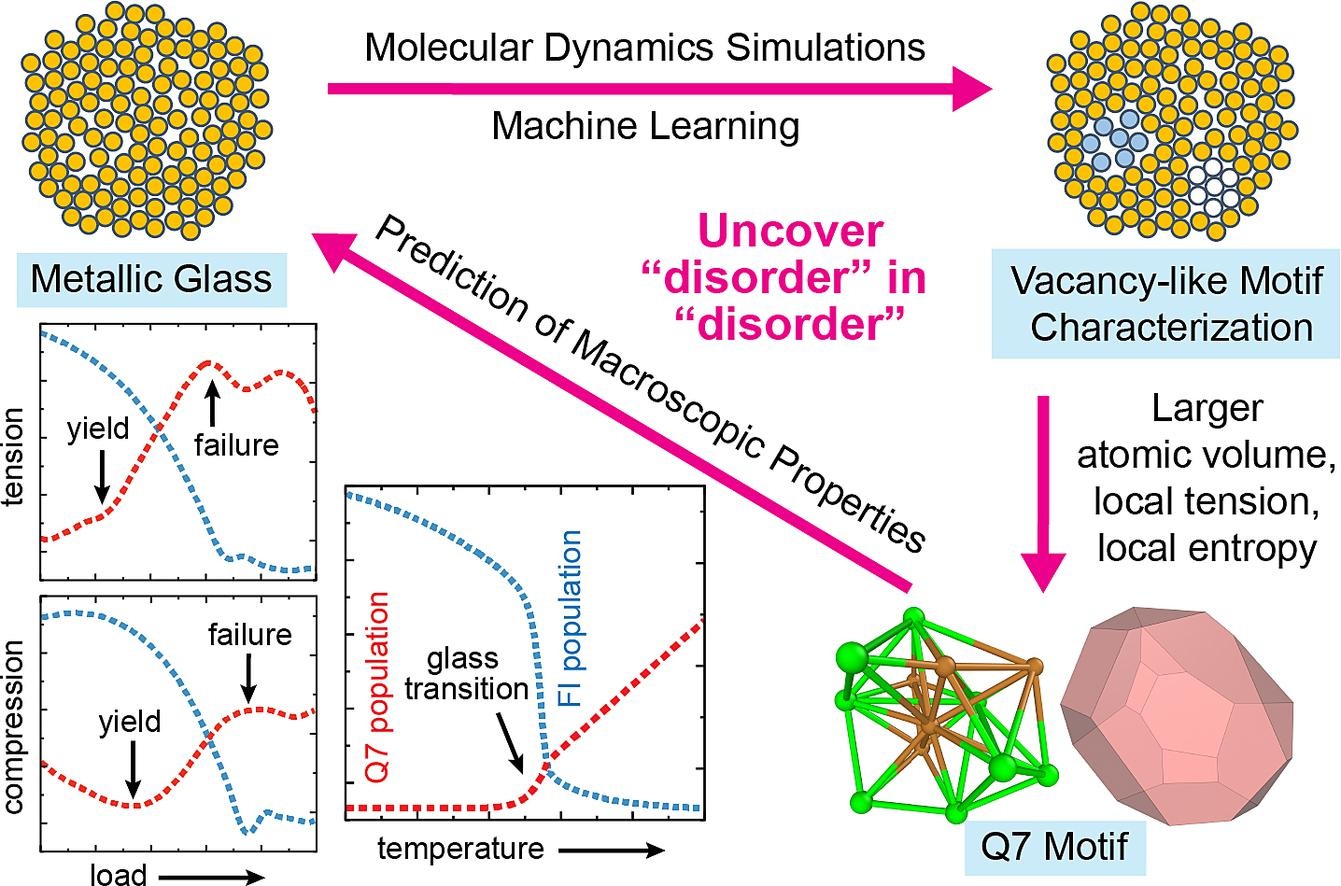 Molecular Dynamics Simulations
Machine Learning
Metallic Glass
Uncover
“disorder” in
“disorder”
Vacancy-like Motif
Characterization
Prediction of Macroscopic Properties
Larger
atomic volume,
local tension,
local entropy
tension
yield
failure
compression
yield
failure
load
Q7 population
FI population
glass
transition
temperature
Q7 Motif